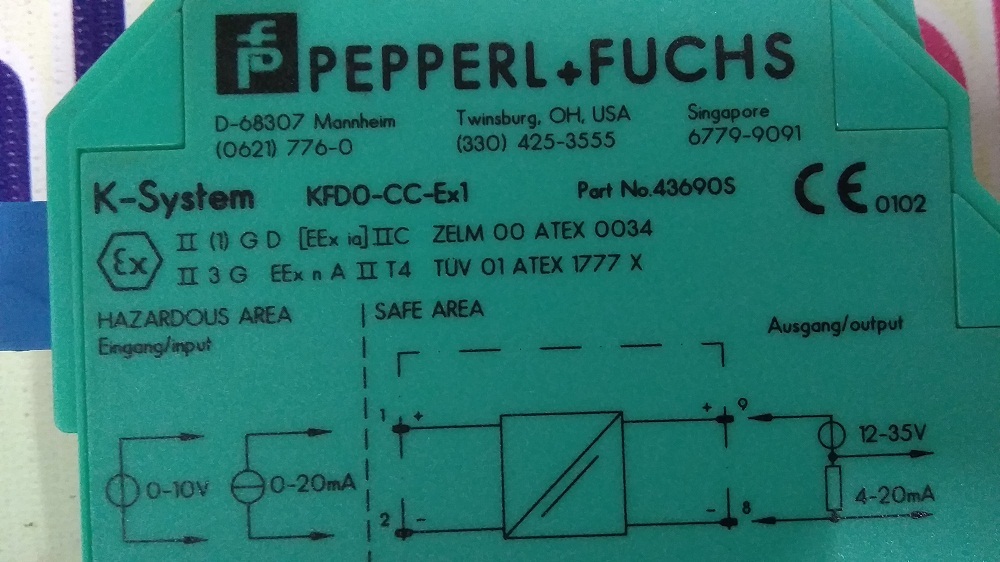 PEPPERL+FUCHS
D-68307 Mannheim
(0621) 776-0
Twinsburg, OH, USA
(330) 425-3555
Singapore
6779-9091
K-System KFD0-CC-Ex1 Part No.43690S CE 0102
Ex II (1) G D [EEx ia] IIC ZELM 00 ATEX 0034
II 3 G EEx n A II T4 TÜV 01 ATEX 1777 X
HAZARDOUS AREA
Eingang/input
SAFE AREA
Ausgang/output
1 +
+ 9
12-35V
0-10V
0-20mA
4-20mA
2 -
- 8